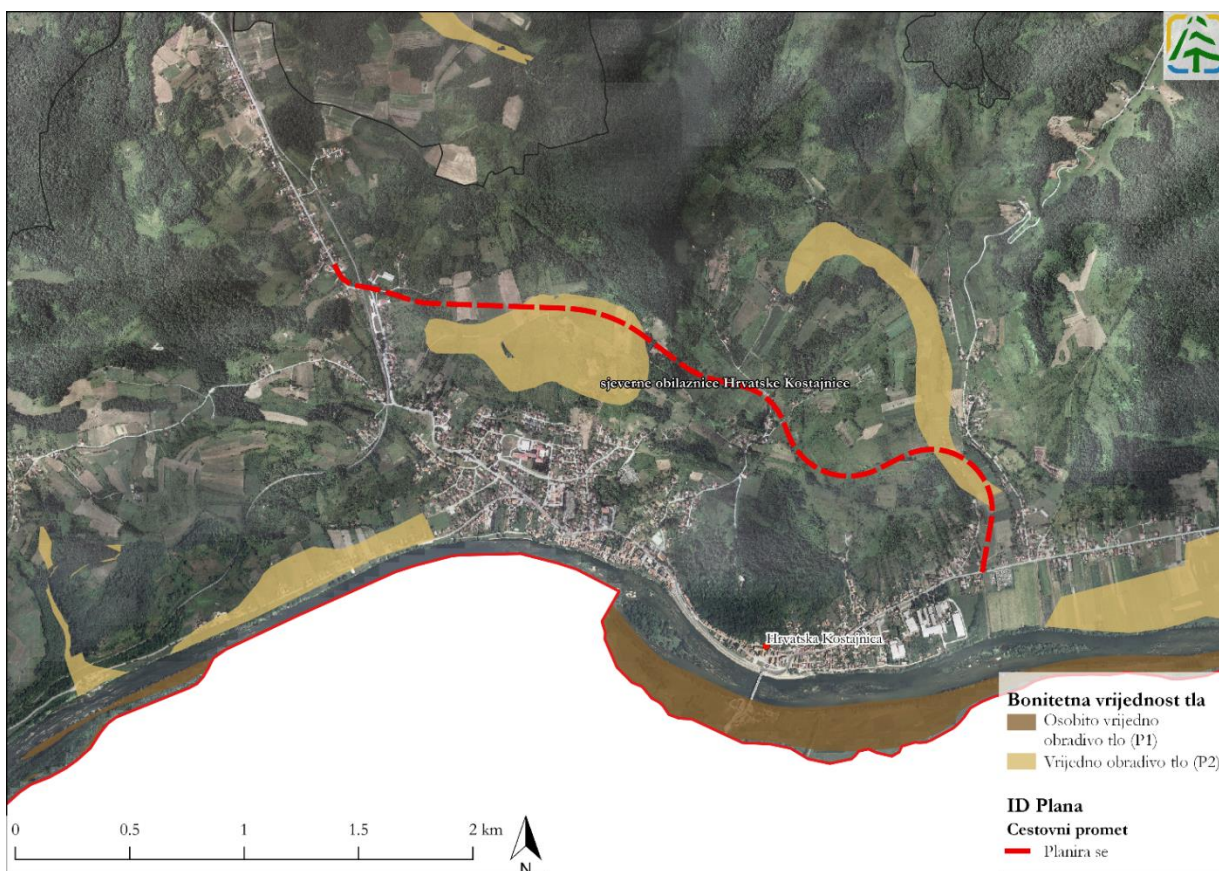 sjeverne obilaznice Hrvatske Kostajnice
Hrvatska Kostajnica
Bonitetna vrijednost tla
Osobito vrijedno
obradivo tlo (P1)
Vrijedno obradivo tlo (P2)
ID Plana
Cestovni promet
Planira se
0 0.5 1 1.5 2 km
N